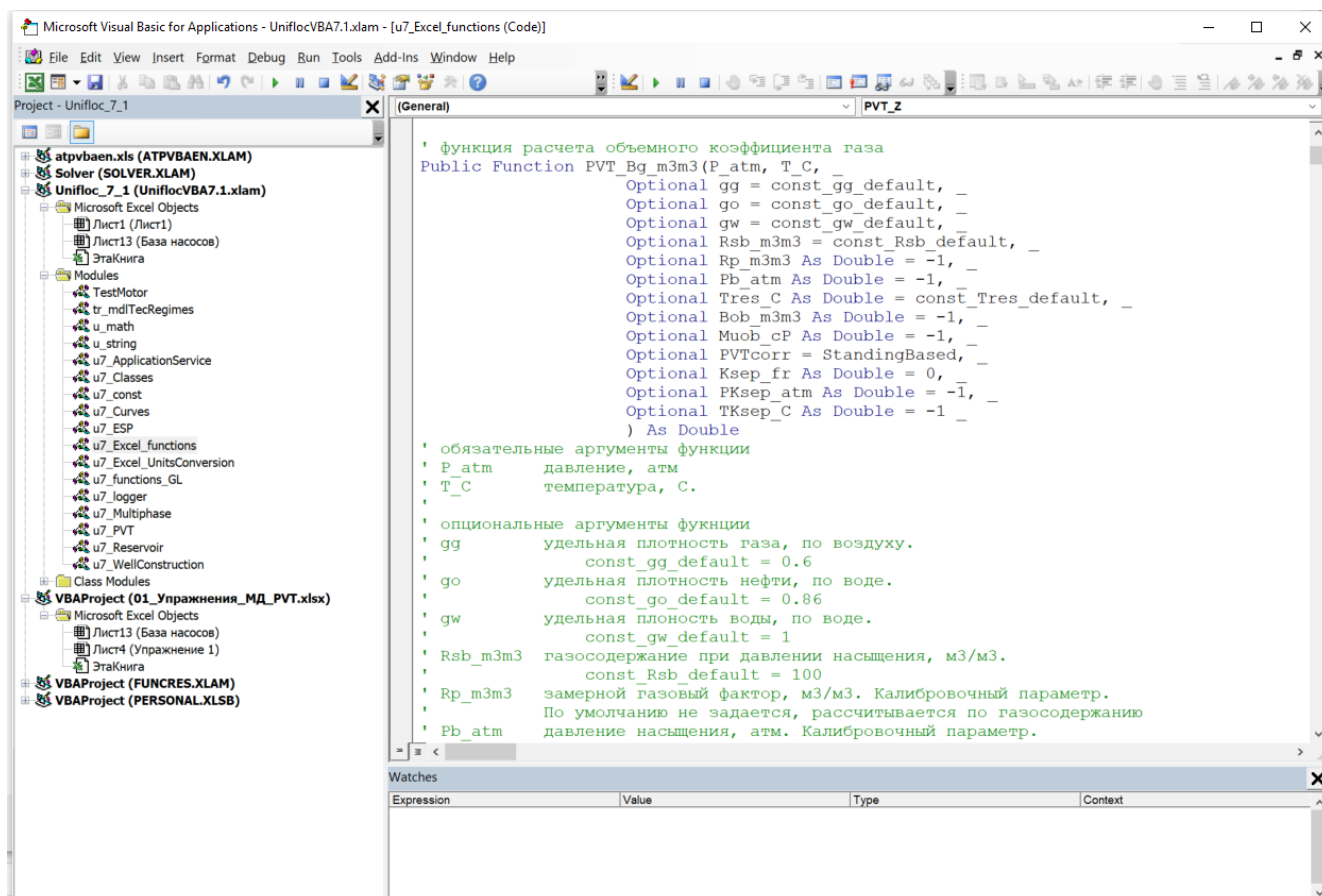 Microsoft Visual Basic for Applications - UniflocVBA7.1.xlam - [u7_Excel_functions (Code)]
File Edit View Insert Format Debug Run Tools Add-Ins Window Help
Project - Unifloc_7_1
atpvbaen.xls (ATPVBAEN.XLAM)
Solver (SOLVER.XLAM)
Unifloc_7_1 (UniflocVBA7.1.xlam)
Microsoft Excel Objects
Лист1 (Лист1)
Лист13 (База насосов)
ЭтаКнига
Modules
TestMotor
tr_mdlTecRegimes
u_math
u_string
u7_ApplicationService
u7_Classes
u7_const
u7_Curves
u7_ESP
u7_Excel_functions
u7_Excel_UnitsConversion
u7_functions_GL
u7_logger
u7_Multiphase
u7_PVT
u7_Reservoir
u7_WellConstruction
Class Modules
VBAProject (01_Упражнения_МД_PVT.xlsx)
Microsoft Excel Objects
Лист13 (База насосов)
Лист4 (Упражнение 1)
ЭтаКнига
VBAProject (FUNCRES.XLAM)
VBAProject (PERSONAL.XLSB)
(General)
PVT_Z
' функция расчета объемного коэффициента газа
Public Function PVT_Bg_m3m3(P_atm, T_C, _
Optional gg = const_gg_default, _
Optional go = const_go_default, _
Optional gw = const_gw_default, _
Optional Rsb_m3m3 = const_Rsb_default, _
Optional Rp_m3m3 As Double = -1, _
Optional Pb_atm As Double = -1, _
Optional Tres_C As Double = const_Tres_default, _
Optional Bob_m3m3 As Double = -1, _
Optional Muob_cP As Double = -1, _
Optional PVTcorr = StandingBased, _
Optional Ksep_fr As Double = 0, _
Optional PKsep_atm As Double = -1, _
Optional TKsep_C As Double = -1 _
) As Double
' обязательные аргументы функции
' P_atm давление, атм
' T_C температура, C.
'
' опциональные аргументы фукнции
' gg удельная плотность газа, по воздуху.
' const_gg_default = 0.6
' go удельная плотность нефти, по воде.
' const_go_default = 0.86
' gw удельная плоность воды, по воде.
' const_gw_default = 1
' Rsb_m3m3 газосодержание при давлении насыщения, м3/м3.
' const_Rsb_default = 100
' Rp_m3m3 замерной газовый фактор, м3/м3. Калибровочный параметр.
' По умолчанию не задается, рассчитывается по газосодержанию
' Pb_atm давление насыщения, атм. Калибровочный параметр.
Watches
Expression Value Type Context